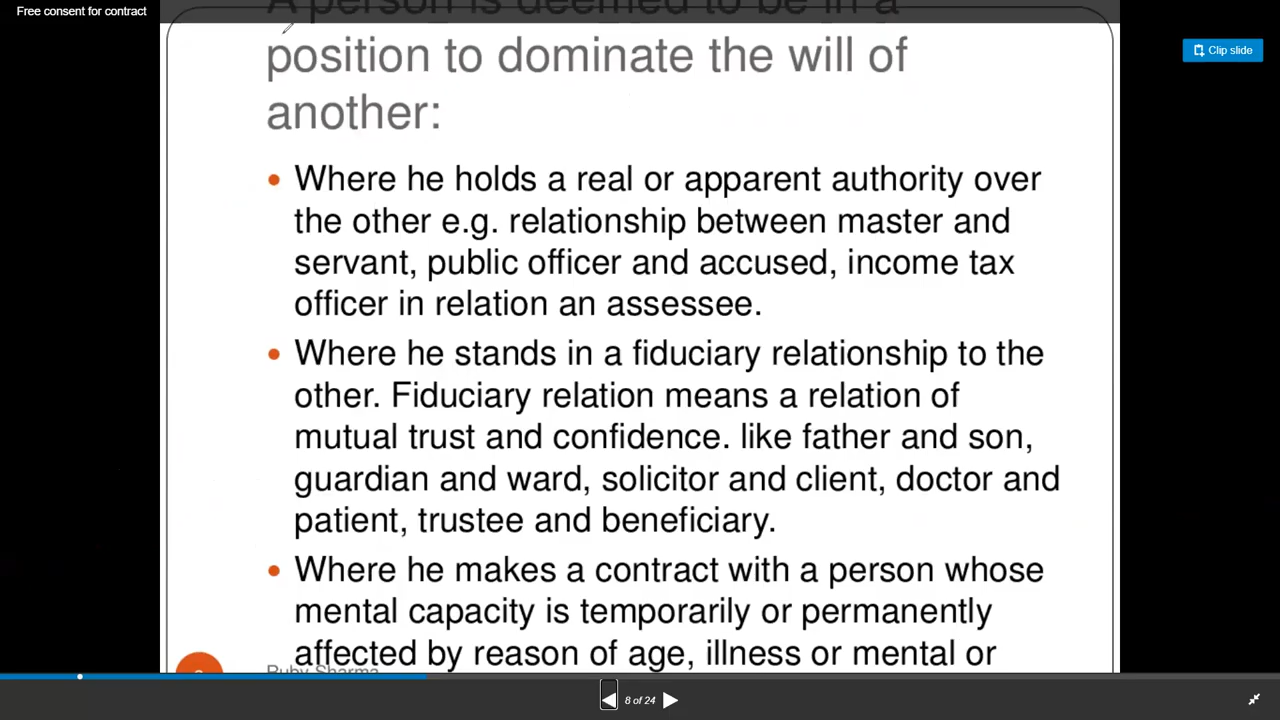 Free consent for contract
A person is deemed to be in a
position to dominate the will of
another:
Clip slide
Where he holds a real or apparent authority over
the other e.g. relationship between master and
servant, public officer and accused, income tax
officer in relation an assessee.
Where he stands in a fiduciary relationship to the
other. Fiduciary relation means a relation of
mutual trust and confidence. like father and son,
guardian and ward, solicitor and client, doctor and
patient, trustee and beneficiary.
Where he makes a contract with a person whose
mental capacity is temporarily or permanently
affected by reason of age, illness or mental or
Ruby Sharma
8 of 24